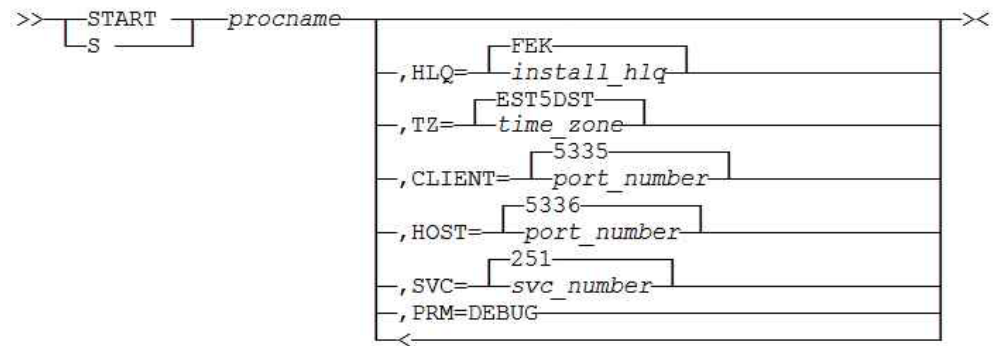 >> START procname ><
S
FEK
,HLQ= install_hlq
EST5DST
,TZ= time_zone
5335
,CLIENT= port_number
5336
,HOST= port_number
251
,SVC= svc_number
,PRM=DEBUG
<